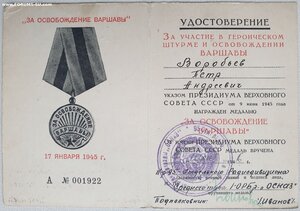 "ЗА ОСВОБОЖДЕНИЕ ВАРШАВЫ"
ЗА ОСВОБОЖДЕНИЕ
ВАРШАВЫ
17 ЯНВАРЯ 1945 г.
А № 001922
УДОСТОВЕРЕНИЕ
ЗА УЧАСТИЕ В ГЕРОИЧЕСКОМ
ШТУРМЕ И ОСВОБОЖДЕНИИ
ВАРШАВЫ
Воробьев
Петр
Андреевич
УКАЗОМ ПРЕЗИДИУМА ВЕРХОВНОГО
СОВЕТА СССР от 9 июня 1945 года
НАГРАЖДЕН МЕДАЛЬЮ
„ЗА ОСВОБОЖДЕНИЕ
ВАРШАВЫ"
ПРЕЗИДИУМА ВЕРХОВНОГО
СОВЕТА СССР МЕДАЛЬ ВРУЧЕНА
"ОСНАЗ"
Подполковник